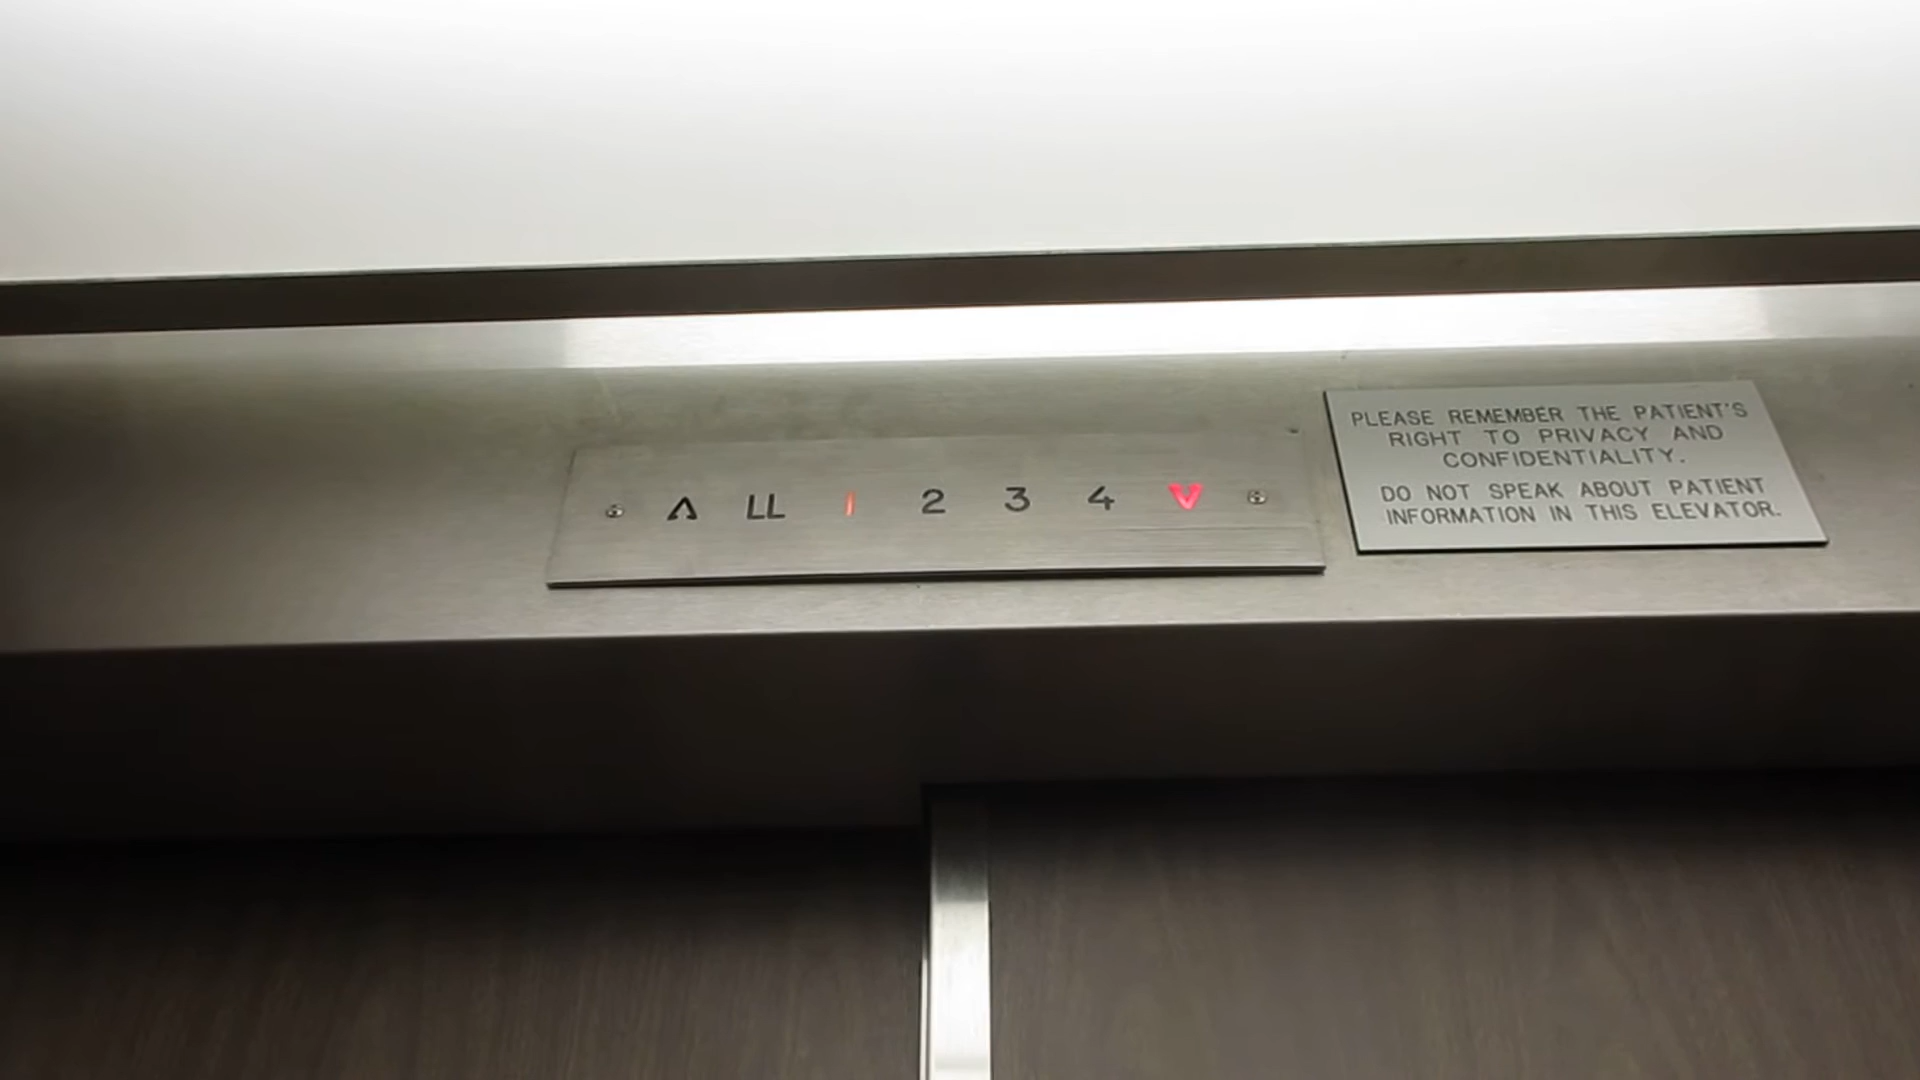 Λ LL 1 2 3 4 V
PLEASE REMEMBER THE PATIENT'S
RIGHT TO PRIVACY AND
CONFIDENTIALITY.
DO NOT SPEAK ABOUT PATIENT
INFORMATION IN THIS ELEVATOR.